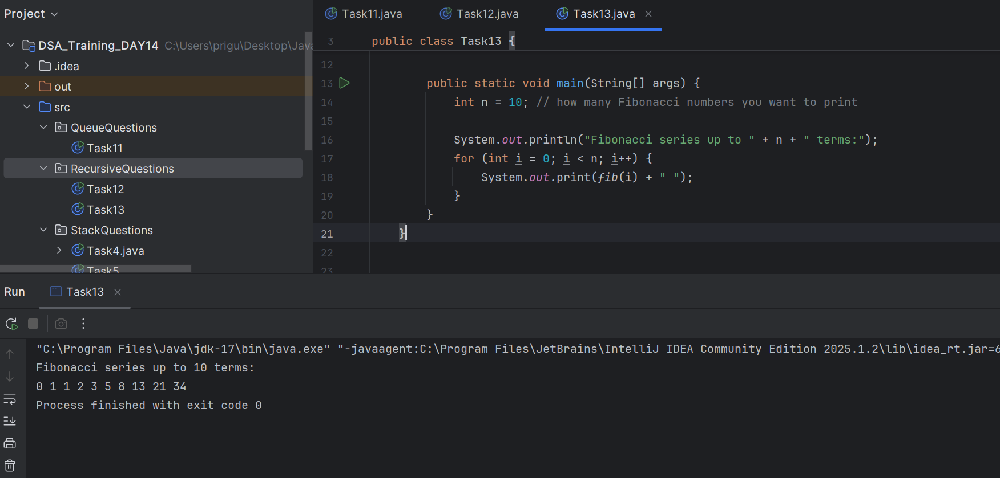 Project
DSA_Training_DAY14 C:\Users\prigu\Desktop\Java
.idea
out
src
QueueQuestions
Task11
RecursiveQuestions
Task12
Task13
StackQuestions
Task4.java
Task5
Task11.java Task12.java Task13.java
3 public class Task13 {
12
13 public static void main(String[] args) {
14 int n = 10; // how many Fibonacci numbers you want to print
15
16 System.out.println("Fibonacci series up to " + n + " terms:");
17 for (int i = 0; i < n; i++) {
18 System.out.print(fib(i) + " ");
19 }
20 }
21 }
22
23
Run Task13
"C:\Program Files\Java\jdk-17\bin\java.exe" "-javaagent:C:\Program Files\JetBrains\IntelliJ IDEA Community Edition 2025.1.2\lib\idea_rt.jar=6
Fibonacci series up to 10 terms:
0 1 1 2 3 5 8 13 21 34
Process finished with exit code 0